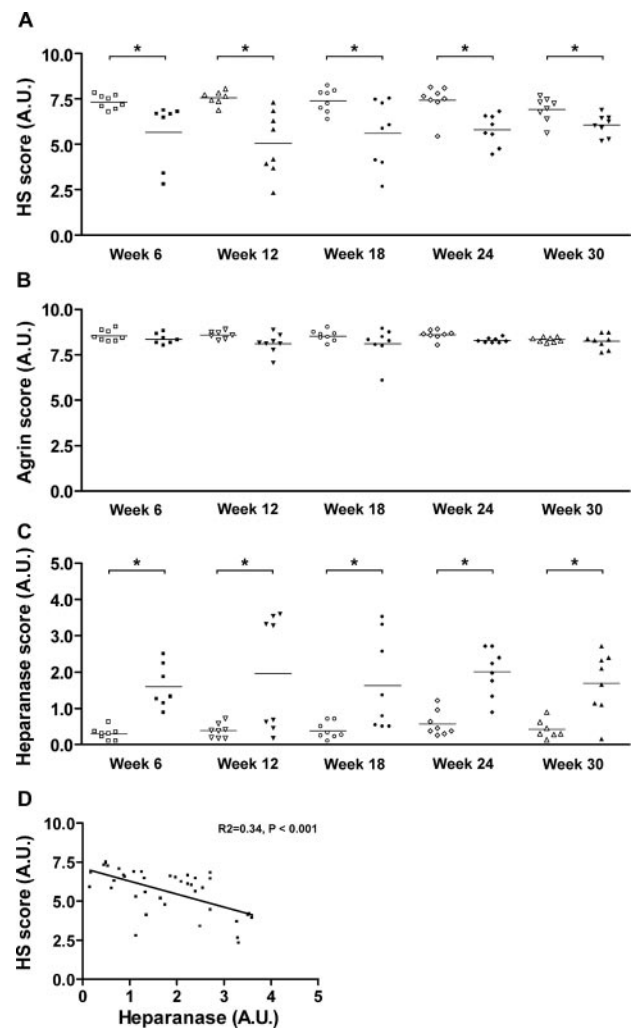 A
HS score (A.U.)
10.0
7.5
5.0
2.5
0.0
* * * * *
Week 6 Week 12 Week 18 Week 24 Week 30
B
Agrin score (A.U.)
10.0
7.5
5.0
2.5
0.0
Week 6 Week 12 Week 18 Week 24 Week 30
C
Heparanase score (A.U.)
5.0
4.0
3.0
2.0
1.0
0.0
* * * * *
Week 6 Week 12 Week 18 Week 24 Week 30
D
HS score (A.U.)
10.0
7.5
5.0
2.5
0.0
R2=0.34, P < 0.001
0 1 2 3 4 5
Heparanase (A.U.)